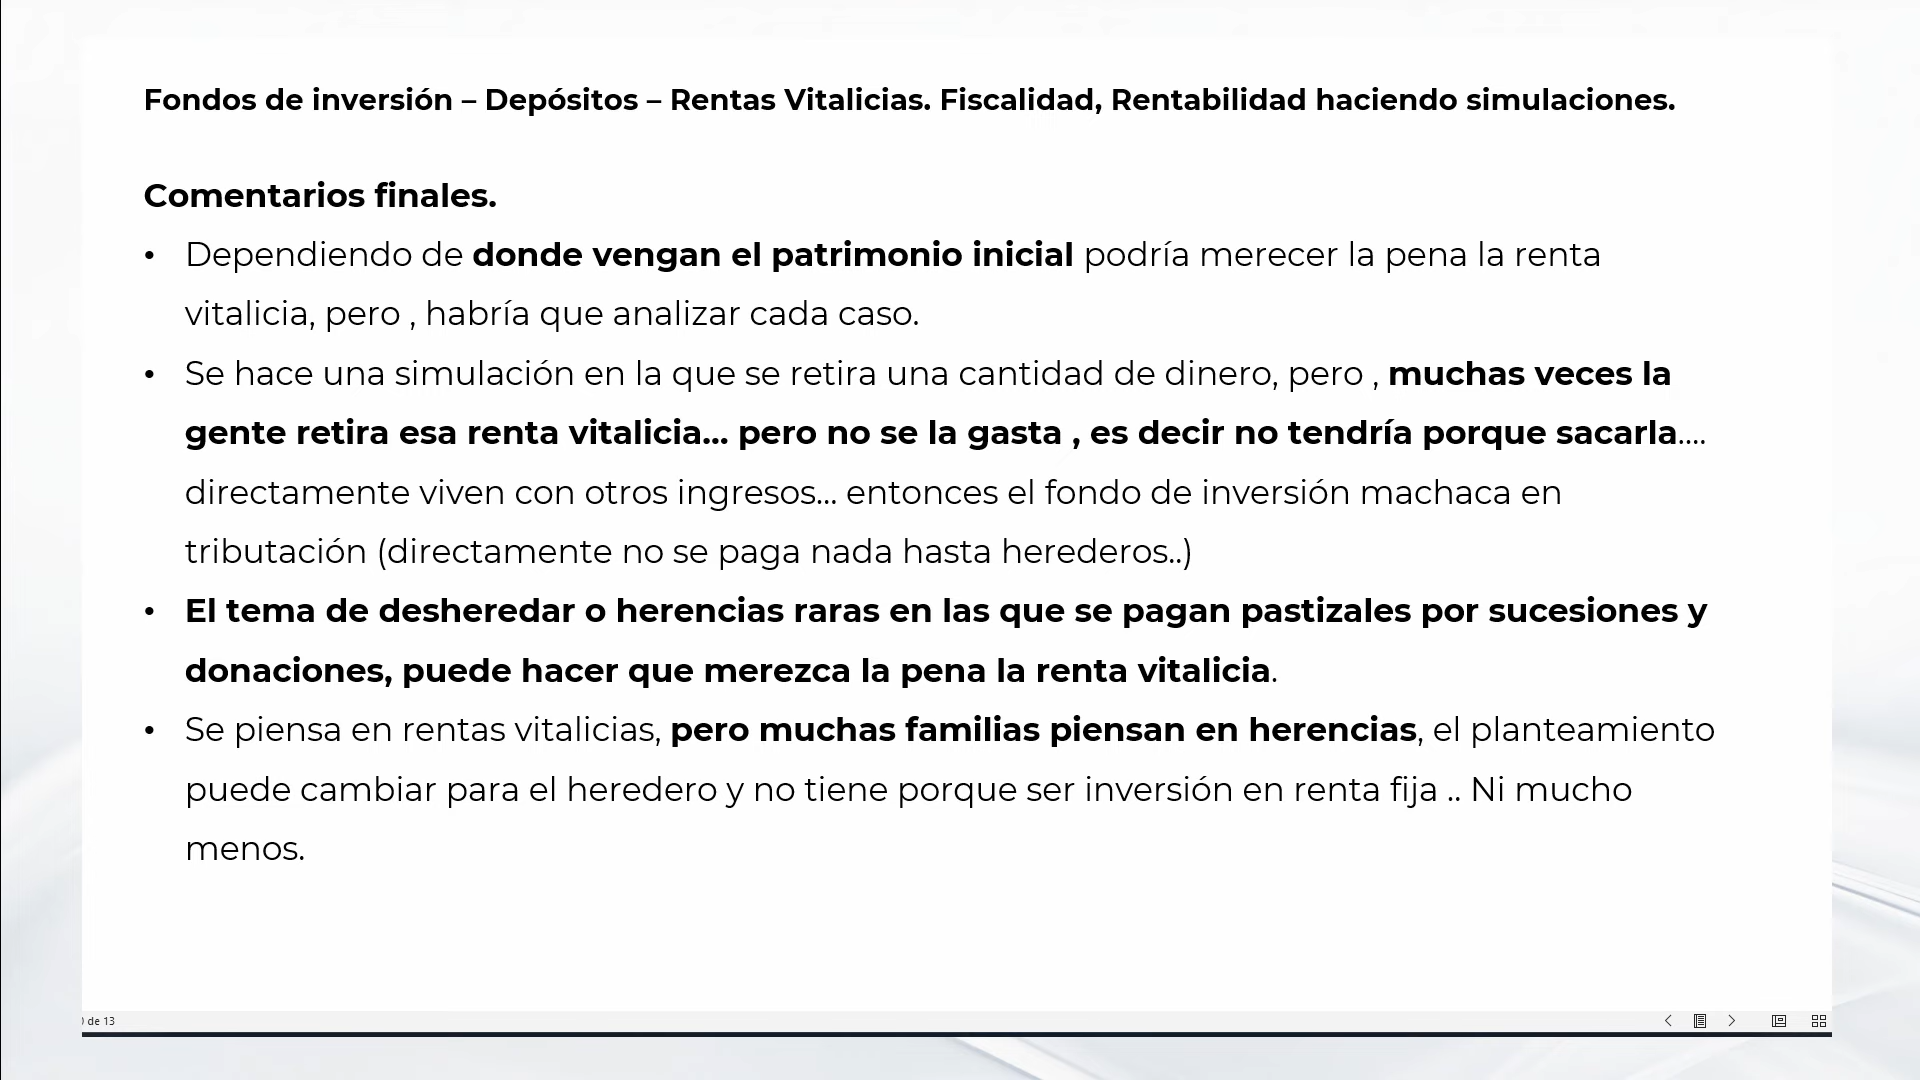 Fondos de inversión – Depósitos – Rentas Vitalicias. Fiscalidad, Rentabilidad haciendo simulaciones.
Comentarios finales.
• Dependiendo de donde vengan el patrimonio inicial podría merecer la pena la renta
vitalicia, pero , habría que analizar cada caso.
• Se hace una simulación en la que se retira una cantidad de dinero, pero , muchas veces la
gente retira esa renta vitalicia... pero no se la gasta , es decir no tendría porque sacarla....
directamente viven con otros ingresos... entonces el fondo de inversión machaca en
tributación (directamente no se paga nada hasta herederos..)
• El tema de desheredar o herencias raras en las que se pagan pastizales por sucesiones y
donaciones, puede hacer que merezca la pena la renta vitalicia.
• Se piensa en rentas vitalicias, pero muchas familias piensan en herencias, el planteamiento
puede cambiar para el heredero y no tiene porque ser inversión en renta fija .. Ni mucho
menos.
de 13